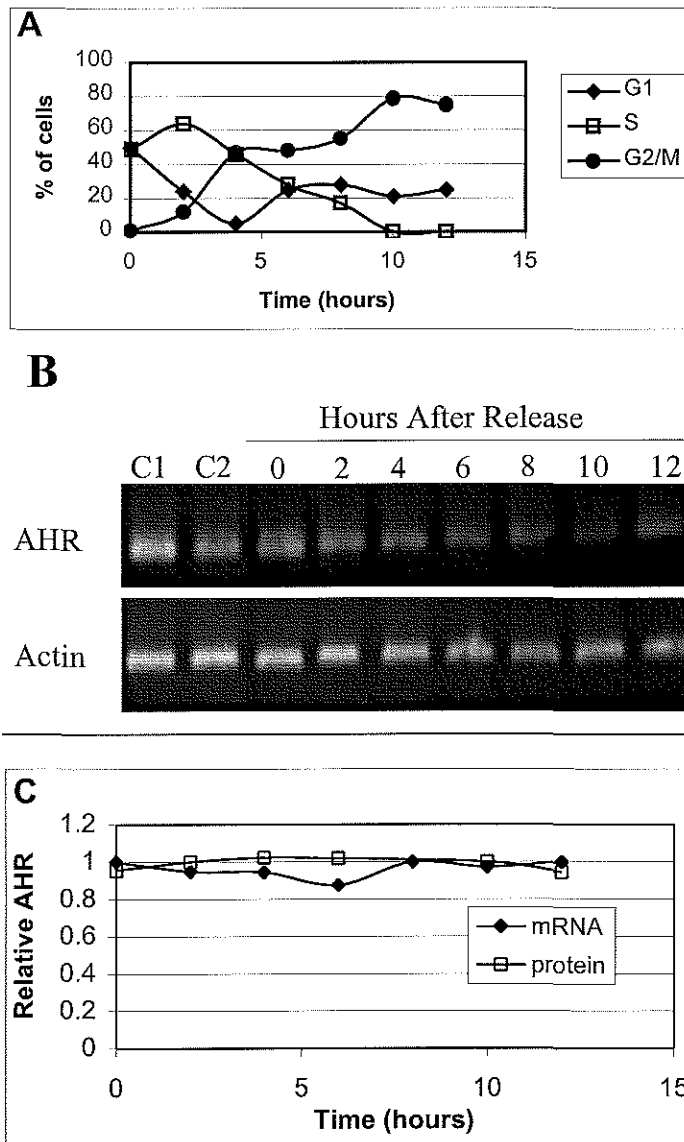 A
100
80
60
40
20
0
% of cells
0 5 10 15
Time (hours)
G1
S
G2/M
B
Hours After Release
C1 C2 0 2 4 6 8 10 12
AHR
Actin
C
1.2
1
0.8
0.6
0.4
0.2
0
Relative AHR
0 5 10 15
Time (hours)
mRNA
protein